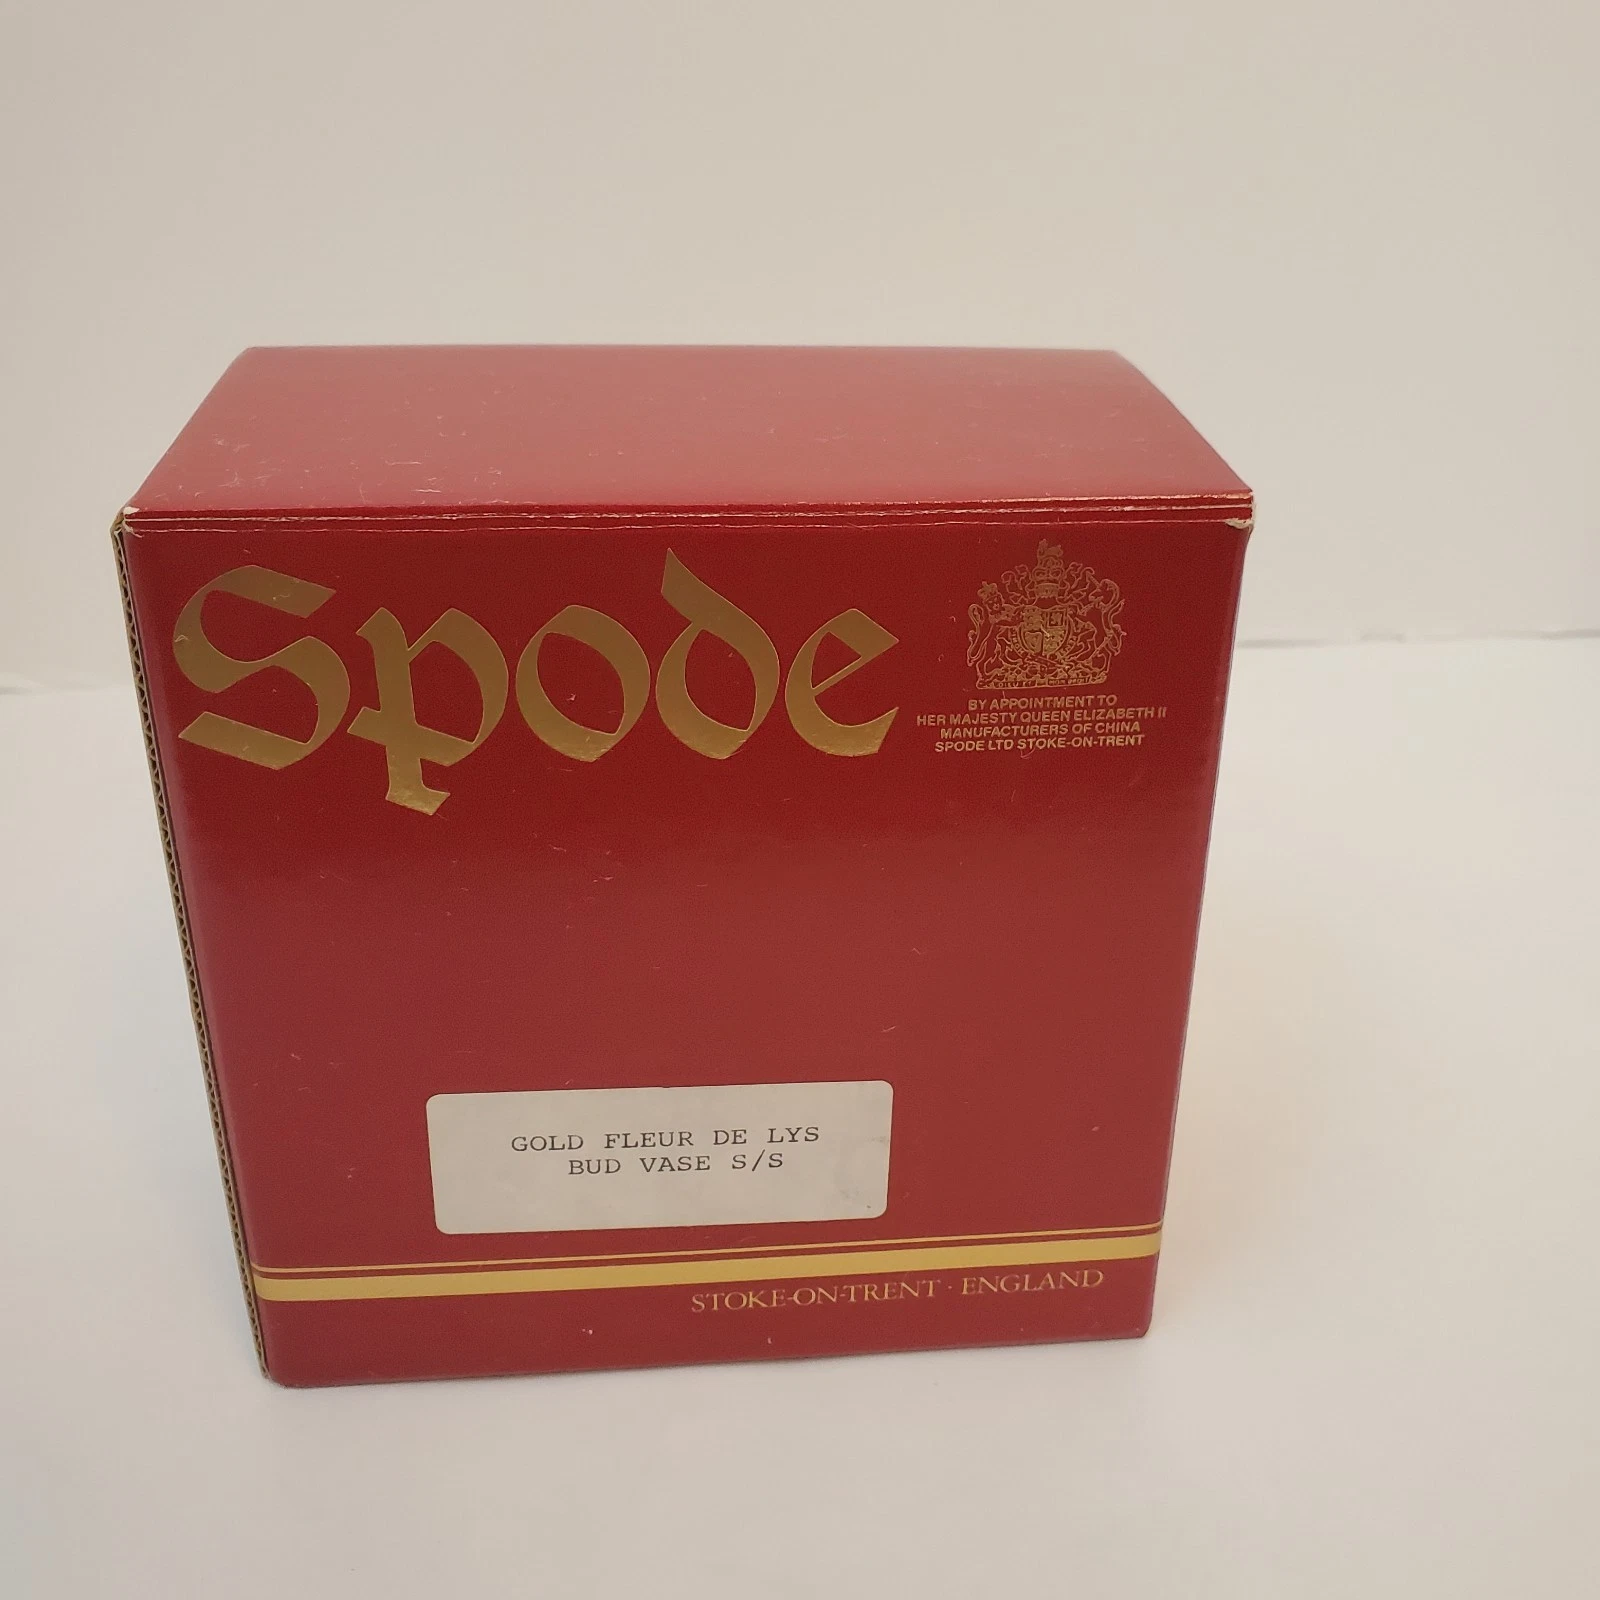 Spode
BY APPOINTMENT TO
HER MAJESTY QUEEN ELIZABETH II
MANUFACTURERS OF CHINA
SPODE LTD STOKE-ON-TRENT
GOLD FLEUR DE LYS
BUD VASE S/S
STOKE-ON-TRENT · ENGLAND